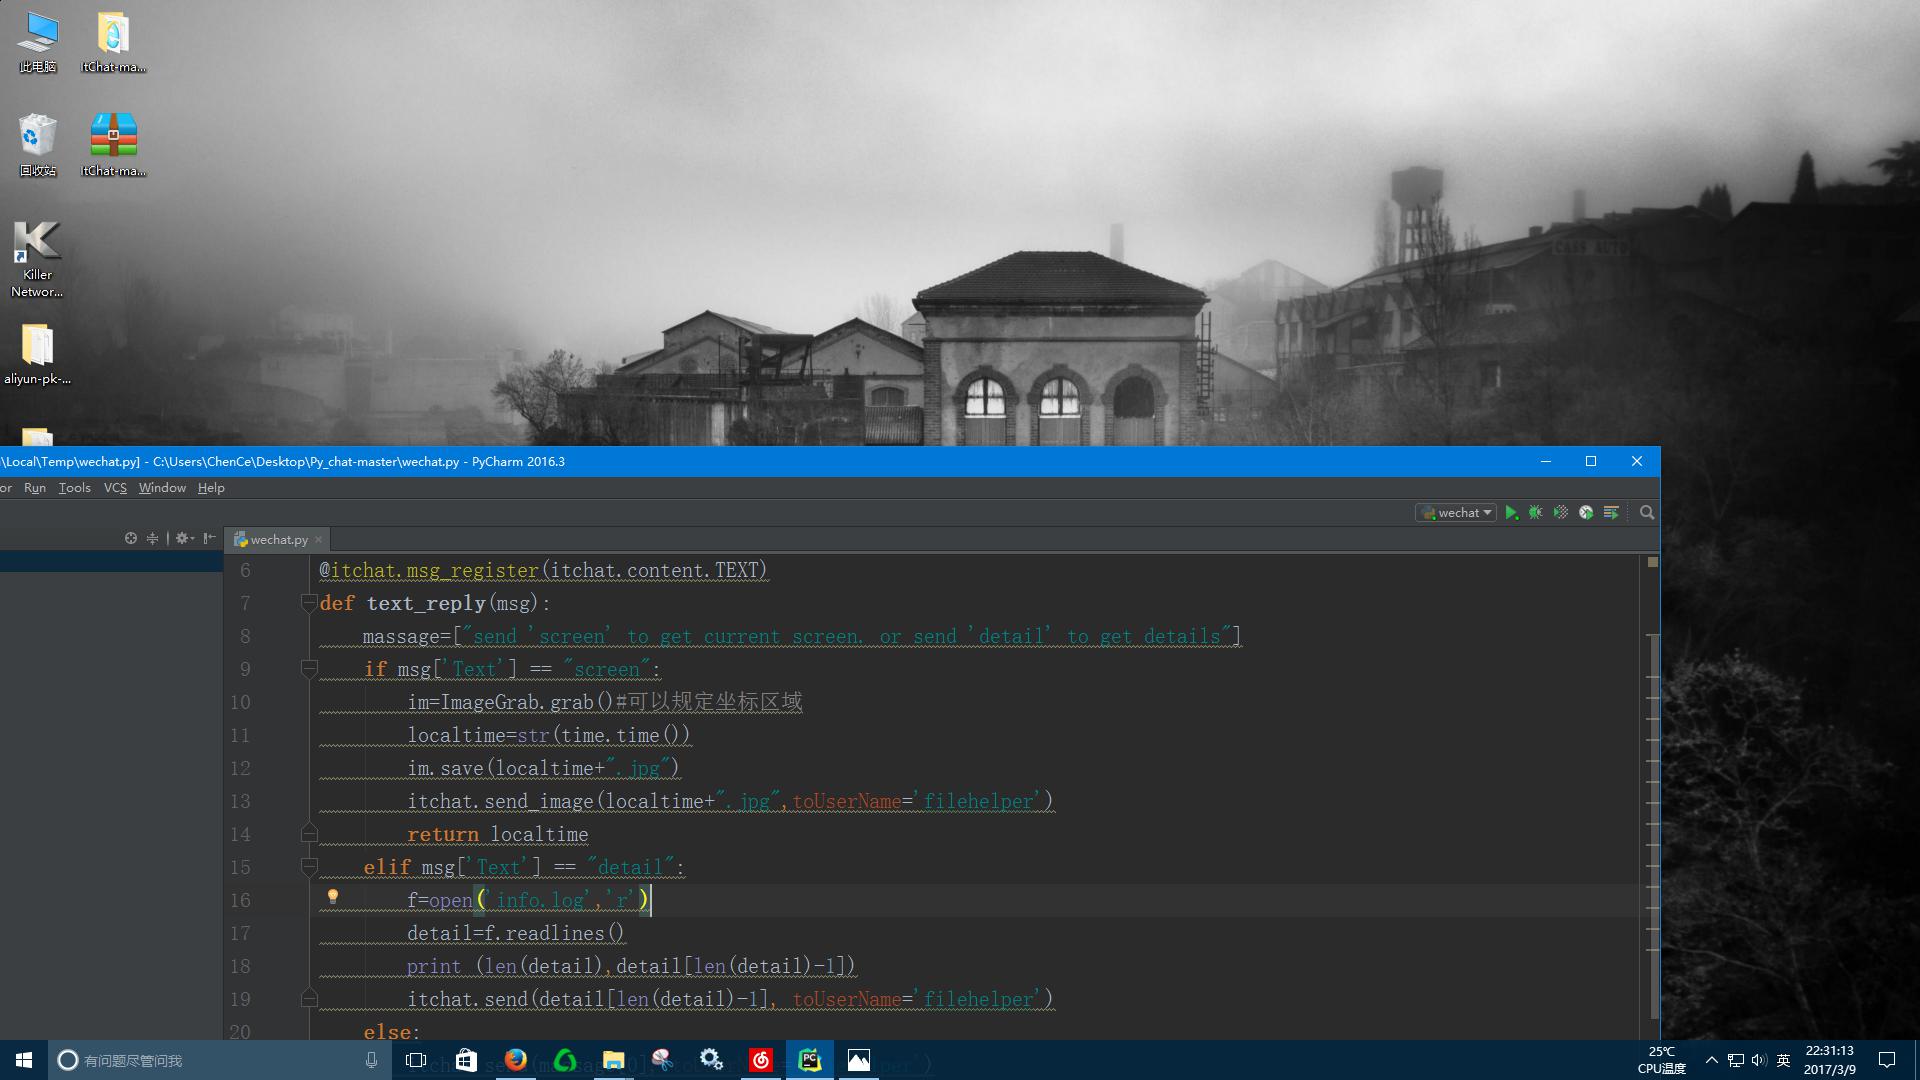 此电脑
ItChat-ma...
回收站
ItChat-ma...
Killer
Networ...
aliyun-pk-...
\Local\Temp\wechat.py] - C:\Users\ChenCe\Desktop\Py_chat-master\wechat.py - PyCharm 2016.3
or Run Tools VCS Window Help
wechat
wechat.py
6 @itchat.msg_register(itchat.content.TEXT)
7 def text_reply(msg):
8 massage=["send 'screen' to get current screen. or send 'detail' to get details"]
9 if msg['Text'] == "screen":
10 im=ImageGrab.grab()#可以规定坐标区域
11 localtime=str(time.time())
12 im.save(localtime+".jpg")
13 itchat.send_image(localtime+".jpg",toUserName='filehelper')
14 return localtime
15 elif msg['Text'] == "detail":
16 f=open('info.log','r')
17 detail=f.readlines()
18 print (len(detail),detail[len(detail)-1])
19 itchat.send(detail[len(detail)-1], toUserName='filehelper')
20 else:
CASS AUTO
有问题尽管问我
25℃
CPU温度
英
22:31:13
2017/3/9